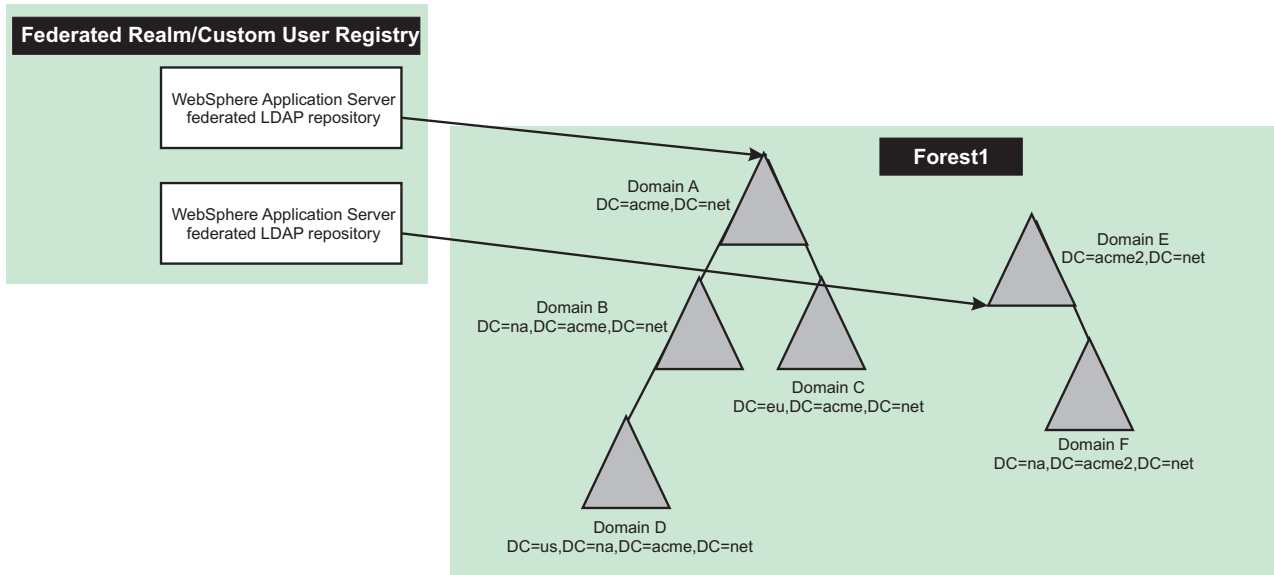 Federated Realm/Custom User Registry
WebSphere Application Server
federated LDAP repository
WebSphere Application Server
federated LDAP repository
Forest1
Domain A
DC=acme,DC=net
Domain E
DC=acme2,DC=net
Domain B
DC=na,DC=acme,DC=net
Domain C
DC=eu,DC=acme,DC=net
Domain F
DC=na,DC=acme2,DC=net
Domain D
DC=us,DC=na,DC=acme,DC=net